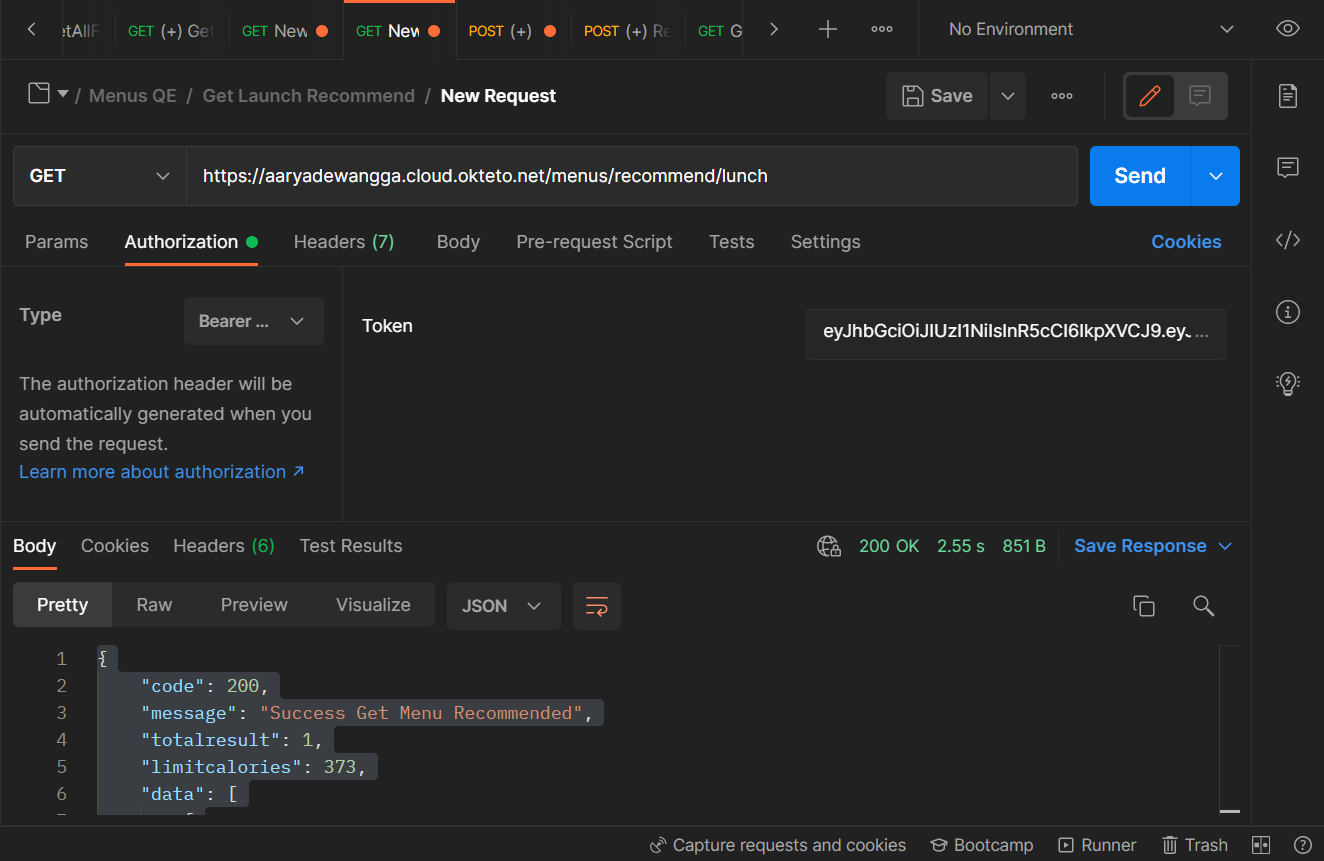 GET (+) Get
GET New
GET New
POST (+)
POST (+) Re
GET G
No Environment
/ Menus QE / Get Launch Recommend / New Request
Save
GET
https://aaryadewangga.cloud.okteto.net/menus/recommend/lunch
Send
Params Authorization Headers (7) Body Pre-request Script Tests Settings Cookies
Type
Bearer ...
Token
The authorization header will be
automatically generated when you
send the request.
Learn more about authorization ↗
Body Cookies Headers (6) Test Results 200 OK 2.55 s 851 B Save Response
Pretty Raw Preview Visualize JSON
1 {
2 "code": 200,
3 "message": "Success Get Menu Recommended",
4 "totalresult": 1,
5 "limitcalories": 373,
6 "data": [
Capture requests and cookies Bootcamp Runner Trash